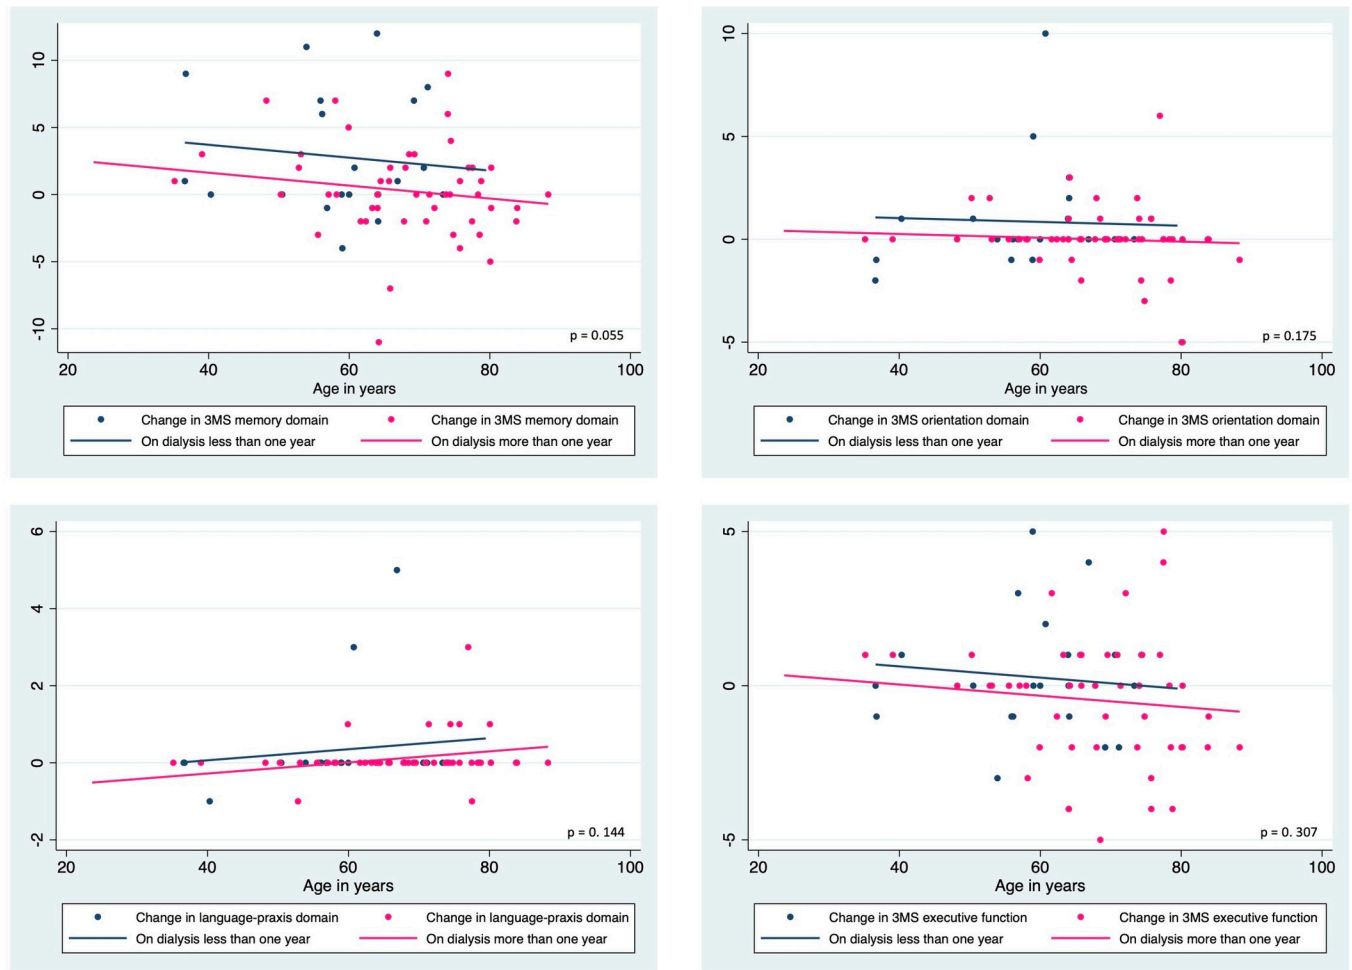 10
5
0
-5
-10
p = 0.055
20 40 60 80 100
Age in years
Change in 3MS memory domain Change in 3MS memory domain
On dialysis less than one year On dialysis more than one year
10
5
0
-5
p = 0.175
20 40 60 80 100
Age in years
Change in 3MS orientation domain Change in 3MS orientation domain
On dialysis less than one year On dialysis more than one year
6
4
2
0
-2
p = 0. 144
20 40 60 80 100
Age in years
Change in language-praxis domain Change in language-praxis domain
On dialysis less than one year On dialysis more than one year
5
0
-5
p = 0. 307
20 40 60 80 100
Age in years
Change in 3MS executive function Change in 3MS executive function
On dialysis less than one year On dialysis more than one year